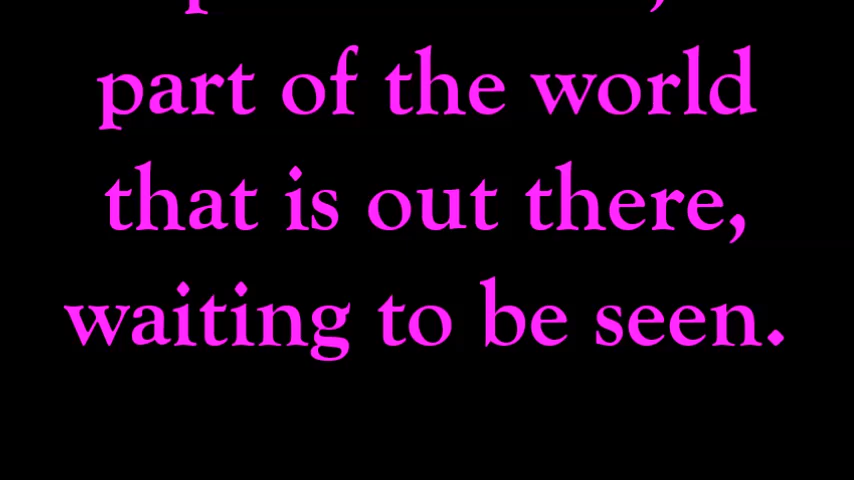 part of the world
that is out there,
waiting to be seen.